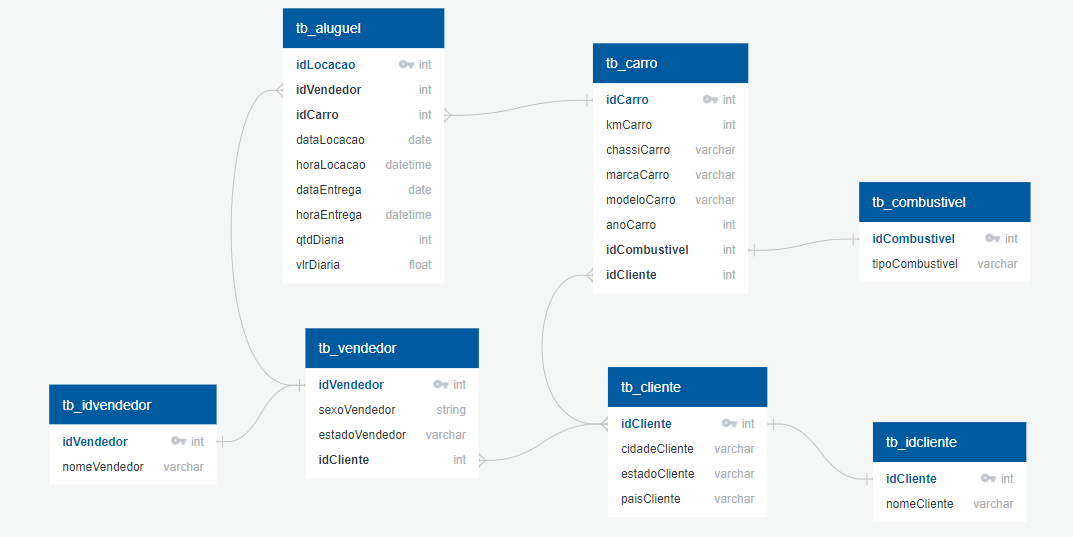 tb_aluguel
idLocacao int
idVendedor int
idCarro int
dataLocacao date
horaLocacao datetime
dataEntrega date
horaEntrega datetime
qtdDiaria int
vlrDiaria float
tb_carro
idCarro int
kmCarro int
chassiCarro varchar
marcaCarro varchar
modeloCarro varchar
anoCarro int
idCombustivel int
idCliente int
tb_combustivel
idCombustivel int
tipoCombustivel varchar
tb_vendedor
idVendedor int
sexoVendedor string
estadoVendedor varchar
idCliente int
tb_idvendedor
idVendedor int
nomeVendedor varchar
tb_cliente
idCliente int
cidadeCliente varchar
estadoCliente varchar
paisCliente varchar
tb_idcliente
idCliente int
nomeCliente varchar